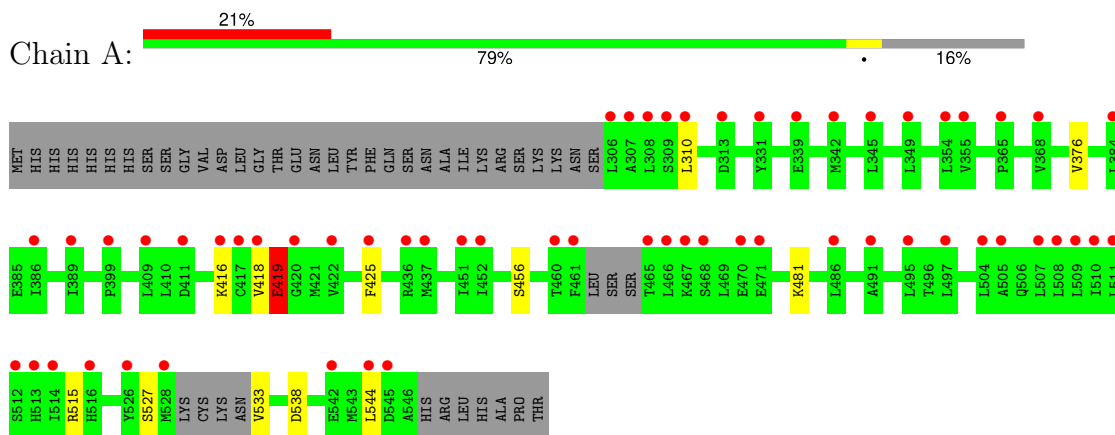 21%
Chain A:
79%
•
16%
MET HIS HIS HIS HIS HIS HIS SER SER GLY VAL ASP LEU GLY THR GLU ASN LEU TYR PHE GLN SER ASN ALA ILE LYS ARG SER LYS LYS ASN SER L306 A307 L308 S309 L310 D313 Y331 E339 M342 L345 L349 L354 V355 P365 V368 V376 L384
E385 I386 I389 P399 L409 L410 D411 K416 C417 V418 E419 G420 M421 V422 F425 R436 M437 I451 I452 S456 T460 F461 LEU SER SER T465 L466 K467 S468 E470 E471 K481 L486 A491 L495 T496 L497 L504 A505 Q506 L507 L508 L509 I510 L511
S512 H513 I514 R515 H516 Y526 S527 M528 LYS CYS LYS ASN V533 D538 E542 M543 L544 D545 A546 HIS ARG LEU HIS ALA PRO THR